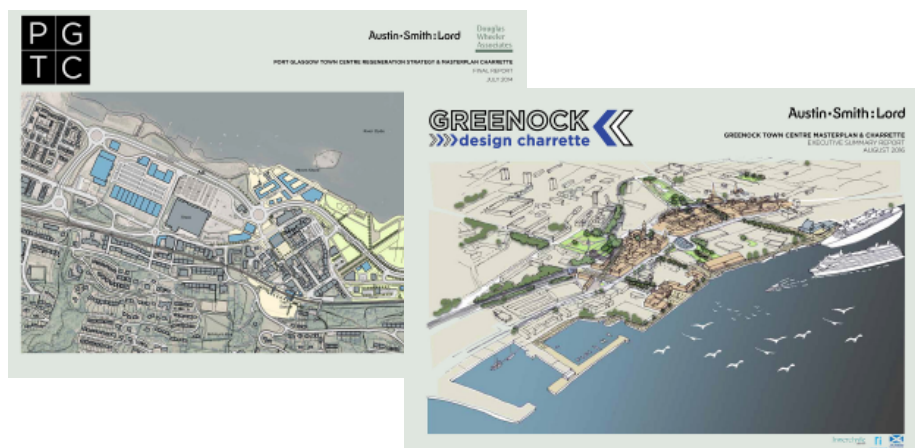 P G
T C
Austin-Smith:Lord
Douglas
Wheeler
Associates
PORT GLASGOW TOWN CENTRE REGENERATION STRATEGY & MASTERPLAN CHARRETTE
FINAL REPORT
JULY 2014
GREENOCK
design charrette
Austin-Smith:Lord
GREENOCK TOWN CENTRE MASTERPLAN & CHARRETTE
EXECUTIVE SUMMARY REPORT
AUGUST 2016